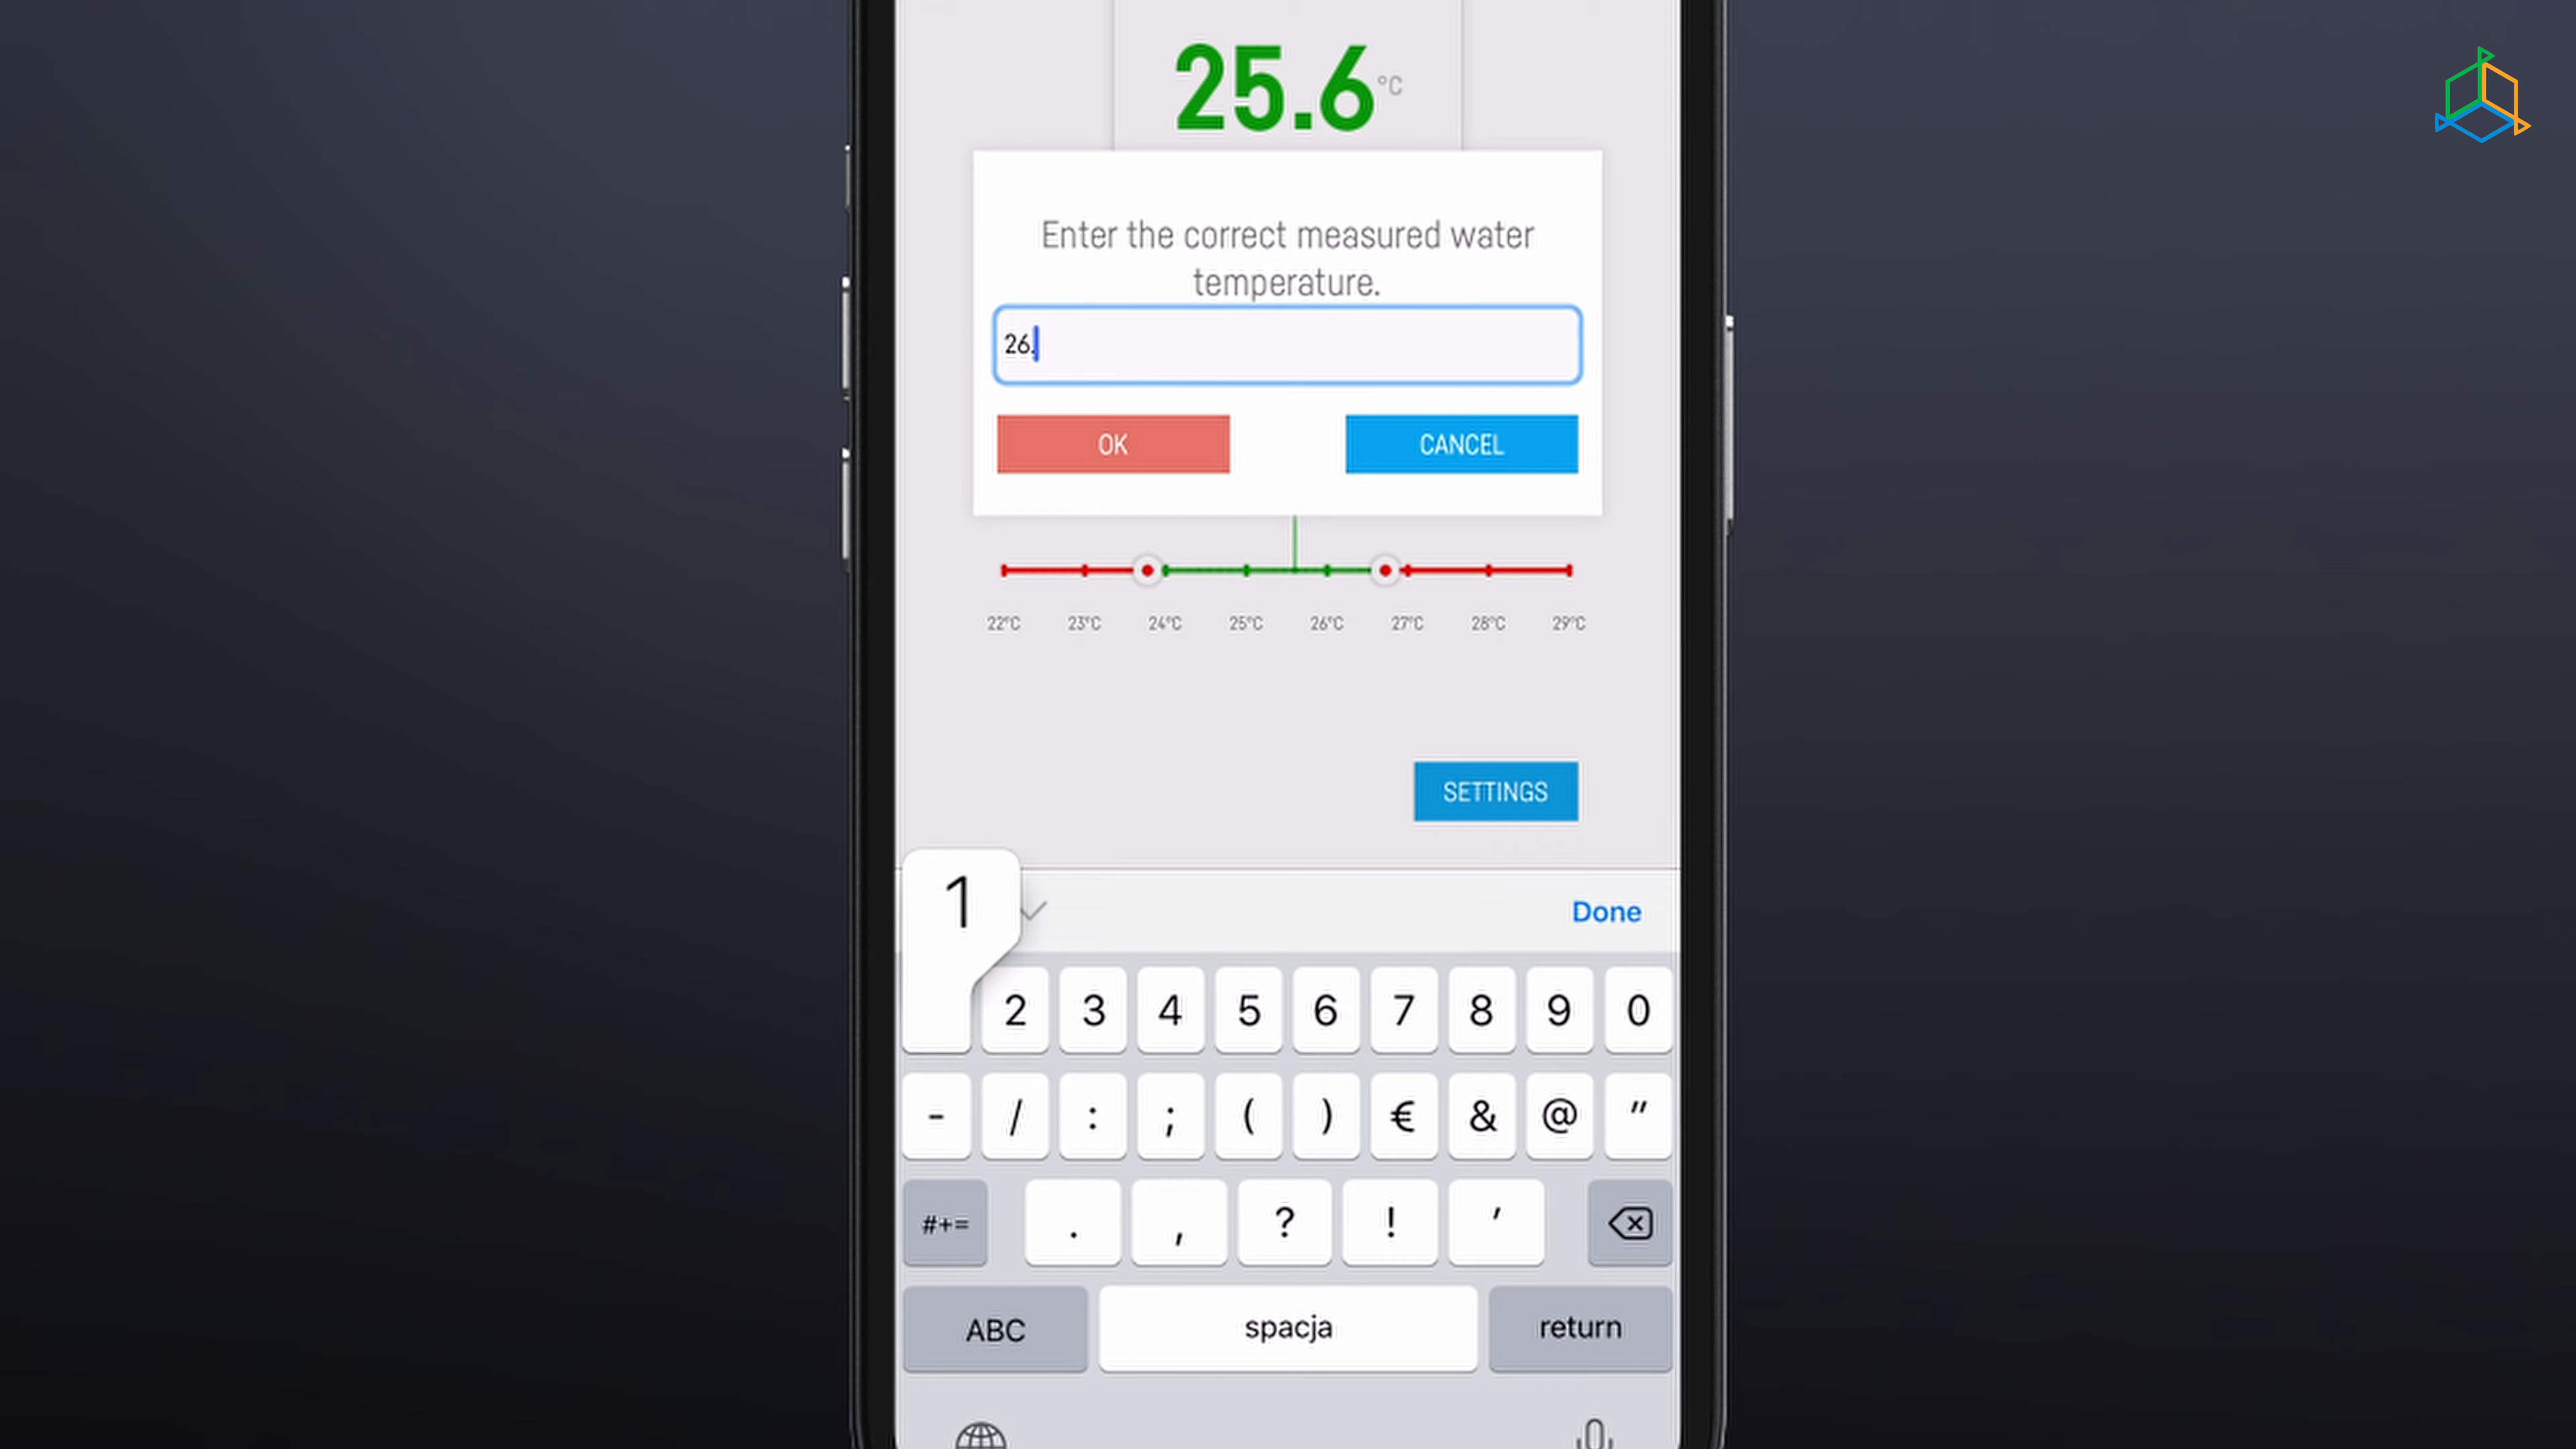 25.6 °C
Enter the correct measured water
temperature.
26.
OK CANCEL
22°C 23°C 24°C 25°C 26°C 27°C 28°C 29°C
SETTINGS
1
Done
2 3 4 5 6 7 8 9 0
- / : ; ( ) € & @ "
#+= . , ? ! '
ABC spacja return